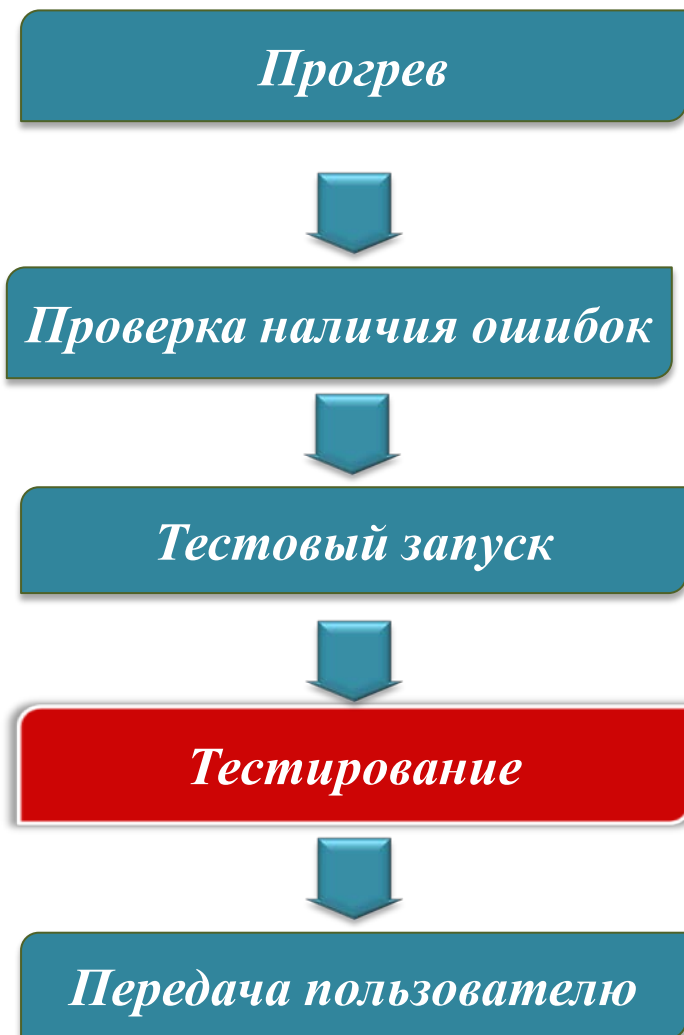 Прогрев
Проверка наличия ошибок
Тестовый запуск
Тестирование
Передача пользователю